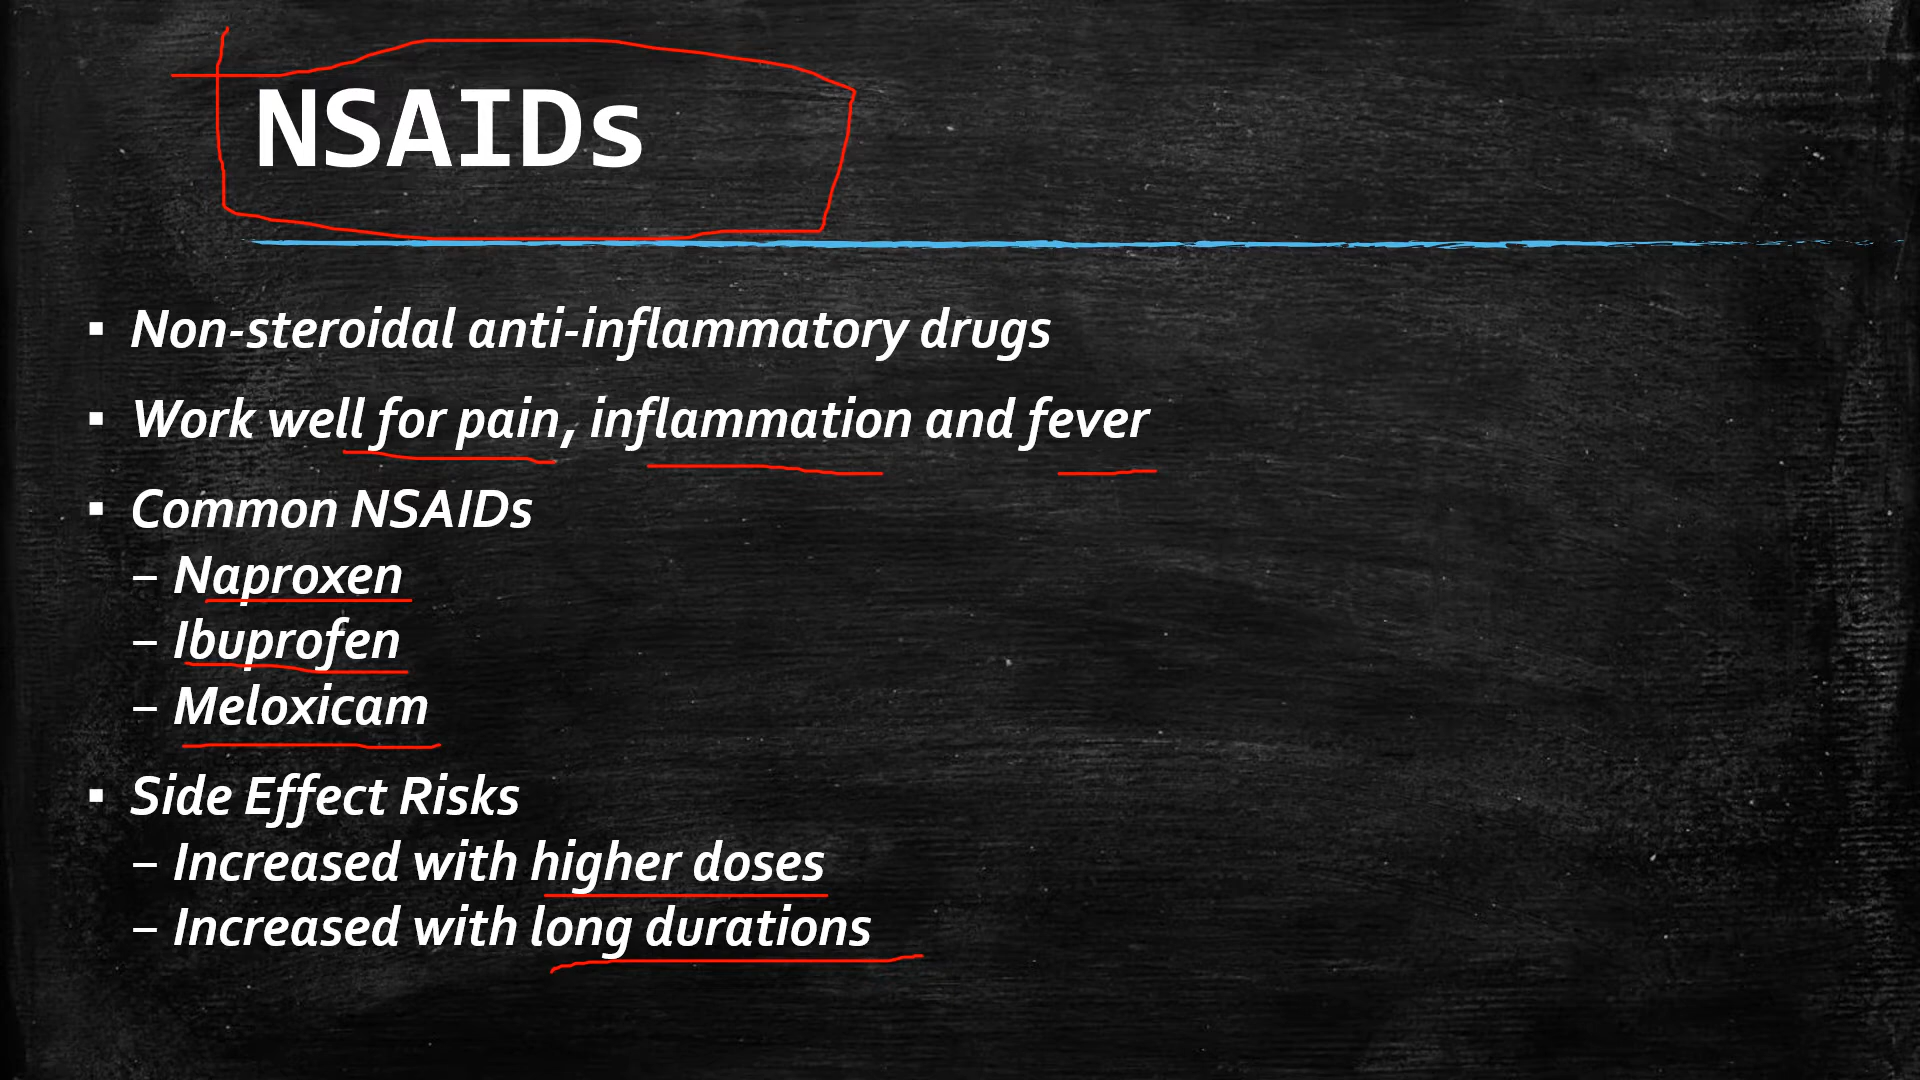 NSAIDs
▪ Non-steroidal anti-inflammatory drugs
▪ Work well for pain, inflammation and fever
▪ Common NSAIDs
– Naproxen
– Ibuprofen
– Meloxicam
▪ Side Effect Risks
– Increased with higher doses
– Increased with long durations